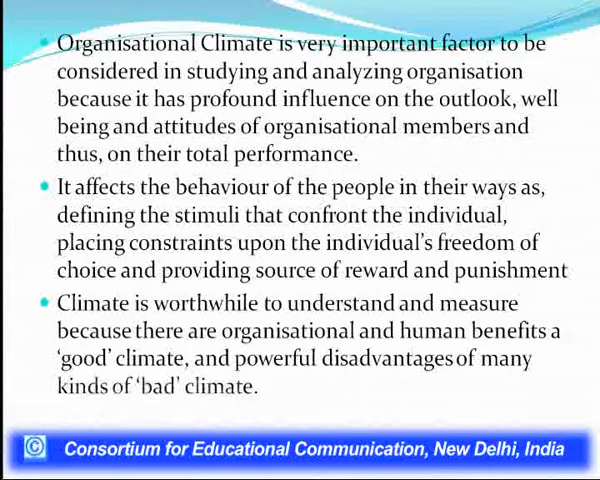 Organisational Climate is very important factor to be
considered in studying and analyzing organisation
because it has profound influence on the outlook, well
being and attitudes of organisational members and
thus, on their total performance.
It affects the behaviour of the people in their ways as,
defining the stimuli that confront the individual,
placing constraints upon the individual's freedom of
choice and providing source of reward and punishment
Climate is worthwhile to understand and measure
because there are organisational and human benefits a
'good' climate, and powerful disadvantages of many
kinds of 'bad' climate.
© Consortium for Educational Communication, New Delhi, India